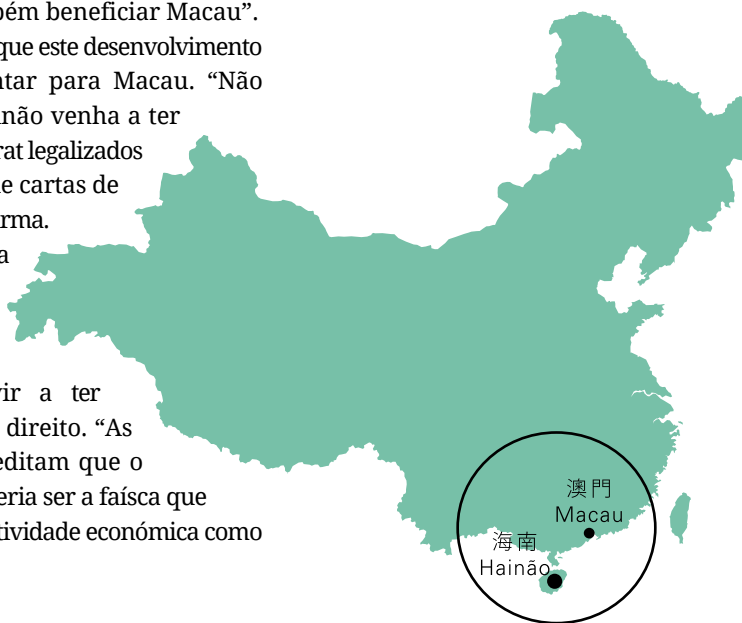 bém beneficiar Macau”.
que este desenvolvimento
ntar para Macau. “Não
não venha a ter
rat legalizados
e cartas de
rma.
a
vir a ter
direito. “As
editam que o
eria ser a faísca que
tividade económica como
澳門
Macau
海南
Hainão